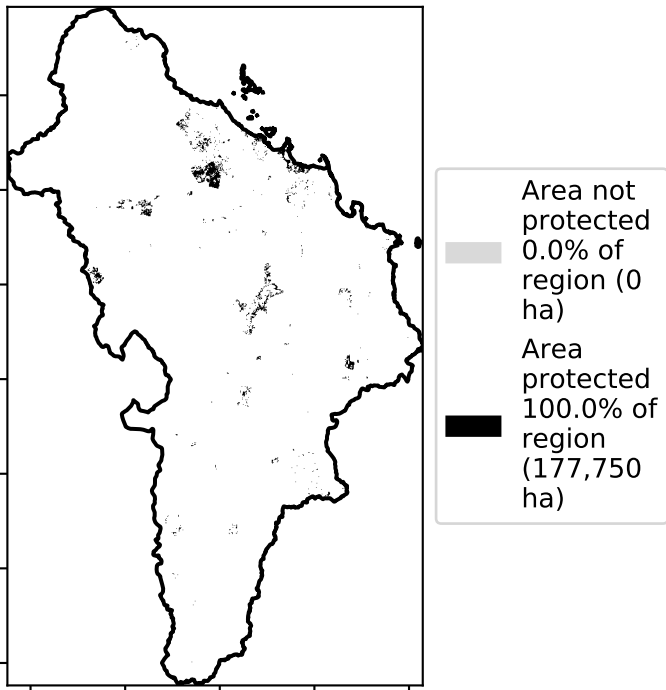 Area not
protected
0.0% of
region (0
ha)
Area
protected
100.0% of
region
(177,750
ha)